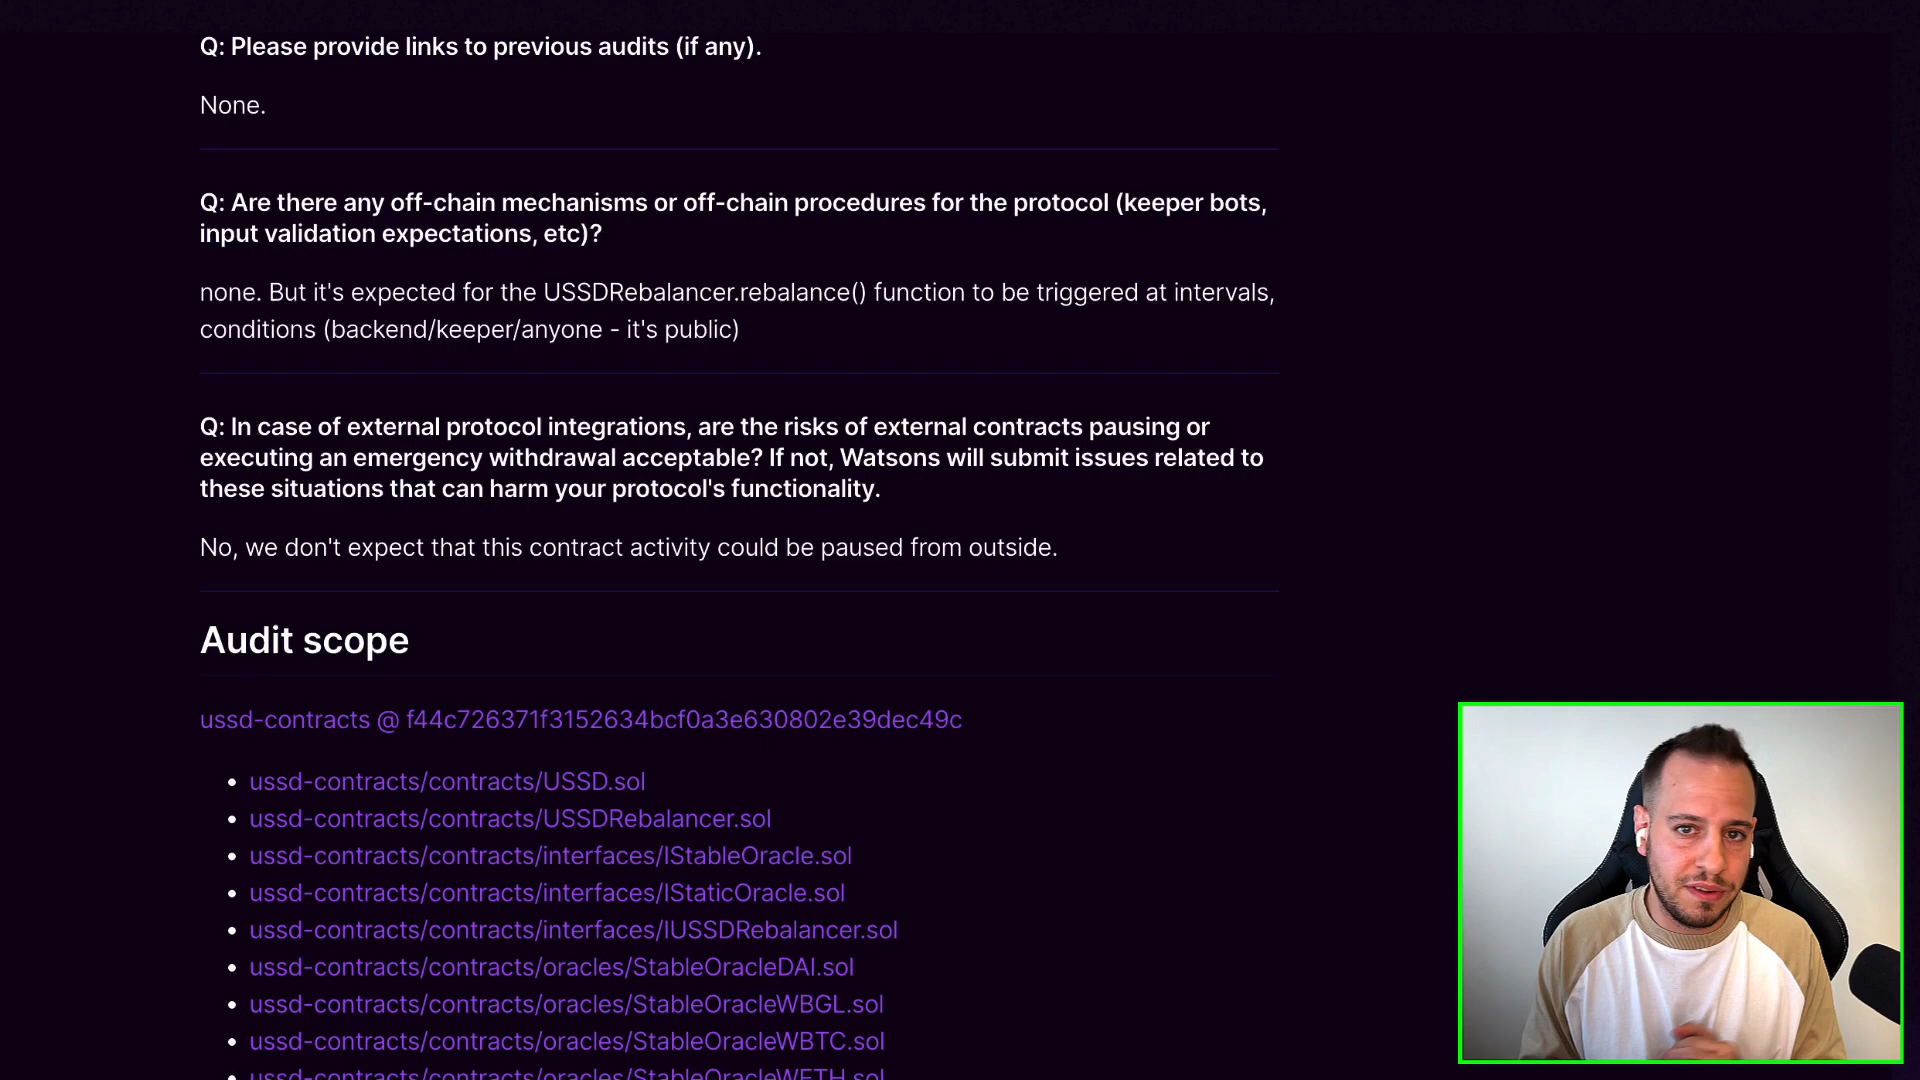 Q: Please provide links to previous audits (if any).
None.
Q: Are there any off-chain mechanisms or off-chain procedures for the protocol (keeper bots,
input validation expectations, etc)?
none. But it's expected for the USSDRebalancer.rebalance() function to be triggered at intervals,
conditions (backend/keeper/anyone - it's public)
Q: In case of external protocol integrations, are the risks of external contracts pausing or
executing an emergency withdrawal acceptable? If not, Watsons will submit issues related to
these situations that can harm your protocol's functionality.
No, we don't expect that this contract activity could be paused from outside.
Audit scope
ussd-contracts @ f44c726371f3152634bcf0a3e630802e39dec49c
• ussd-contracts/contracts/USSD.sol
• ussd-contracts/contracts/USSDRebalancer.sol
• ussd-contracts/contracts/interfaces/IStableOracle.sol
• ussd-contracts/contracts/interfaces/IStaticOracle.sol
• ussd-contracts/contracts/interfaces/IUSSDRebalancer.sol
• ussd-contracts/contracts/oracles/StableOracleDAI.sol
• ussd-contracts/contracts/oracles/StableOracleWBGL.sol
• ussd-contracts/contracts/oracles/StableOracleWBTC.sol
• ussd-contracts/contracts/oracles/StableOracleWETH.sol